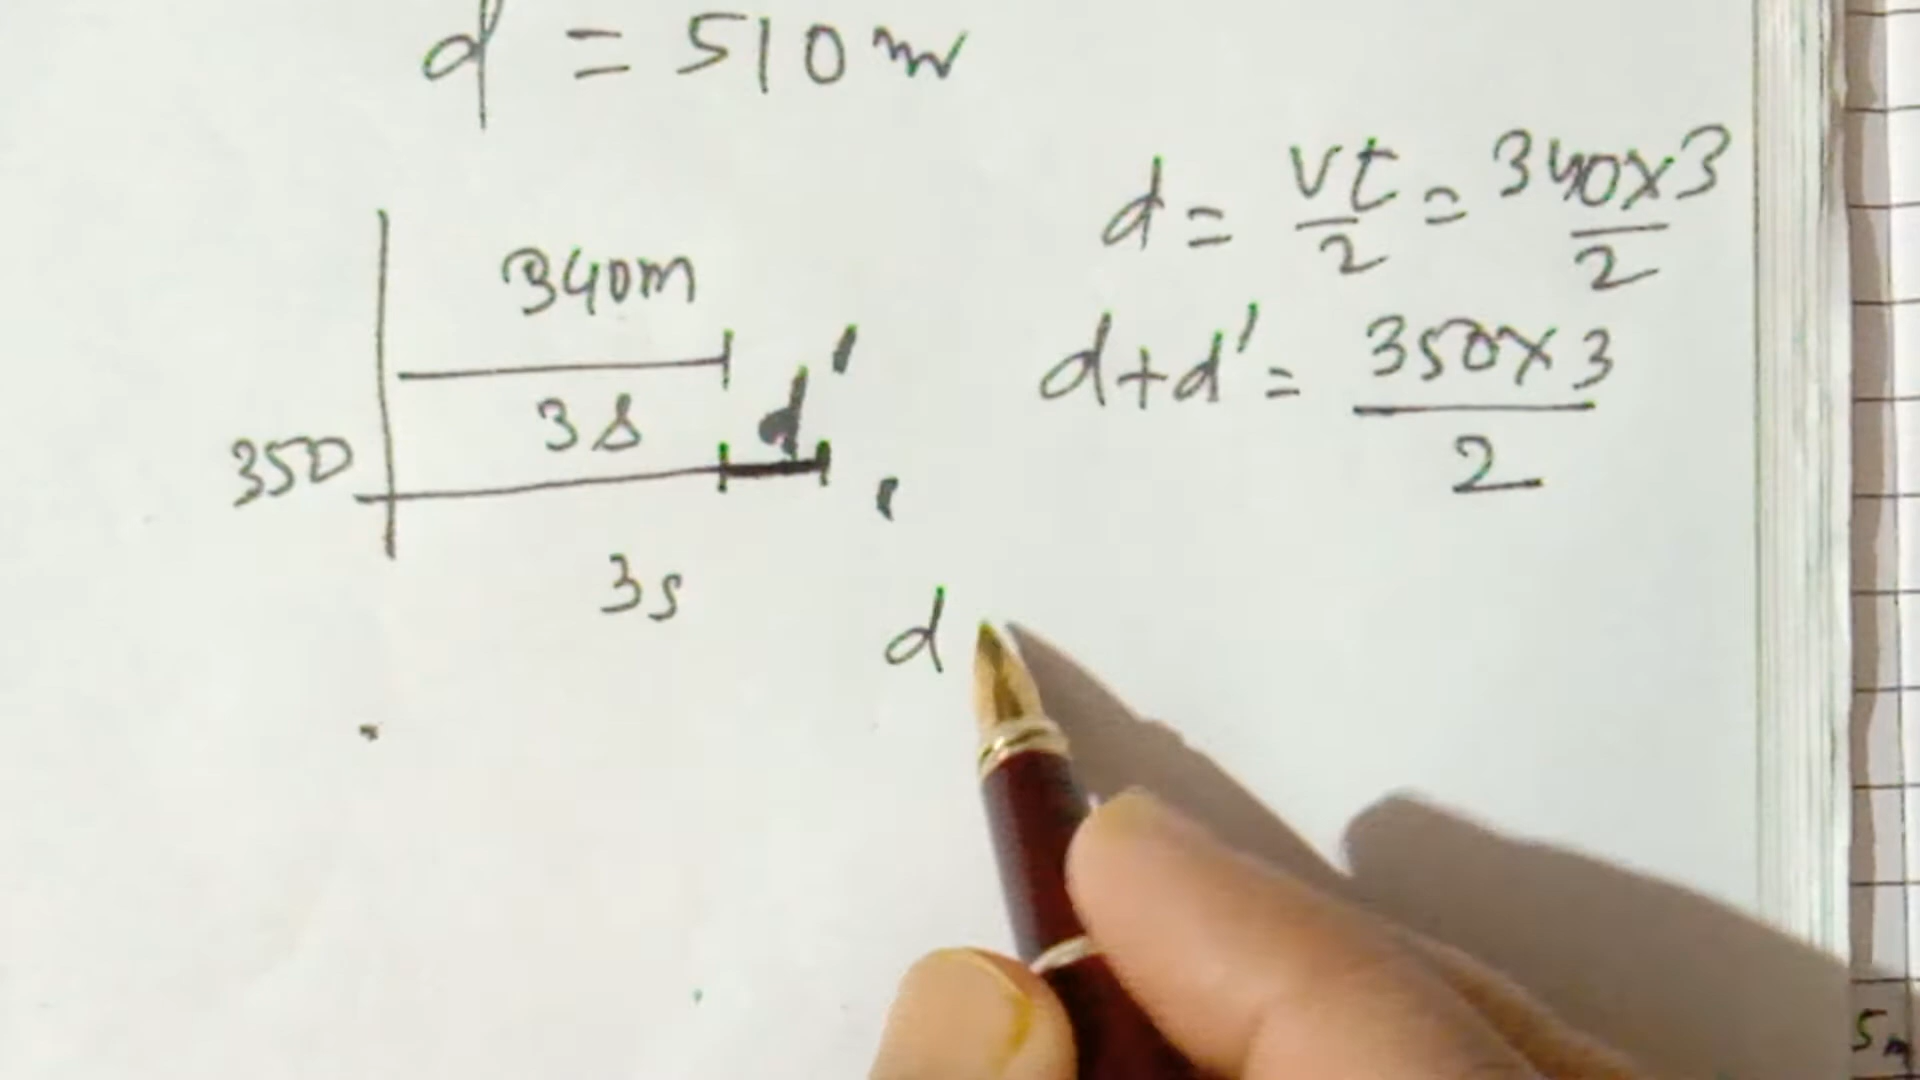 d = 510 m
d = vt/2 = 340×3/2
340m
d+d' = 350×3/2
3s d'
350
3s
d
5